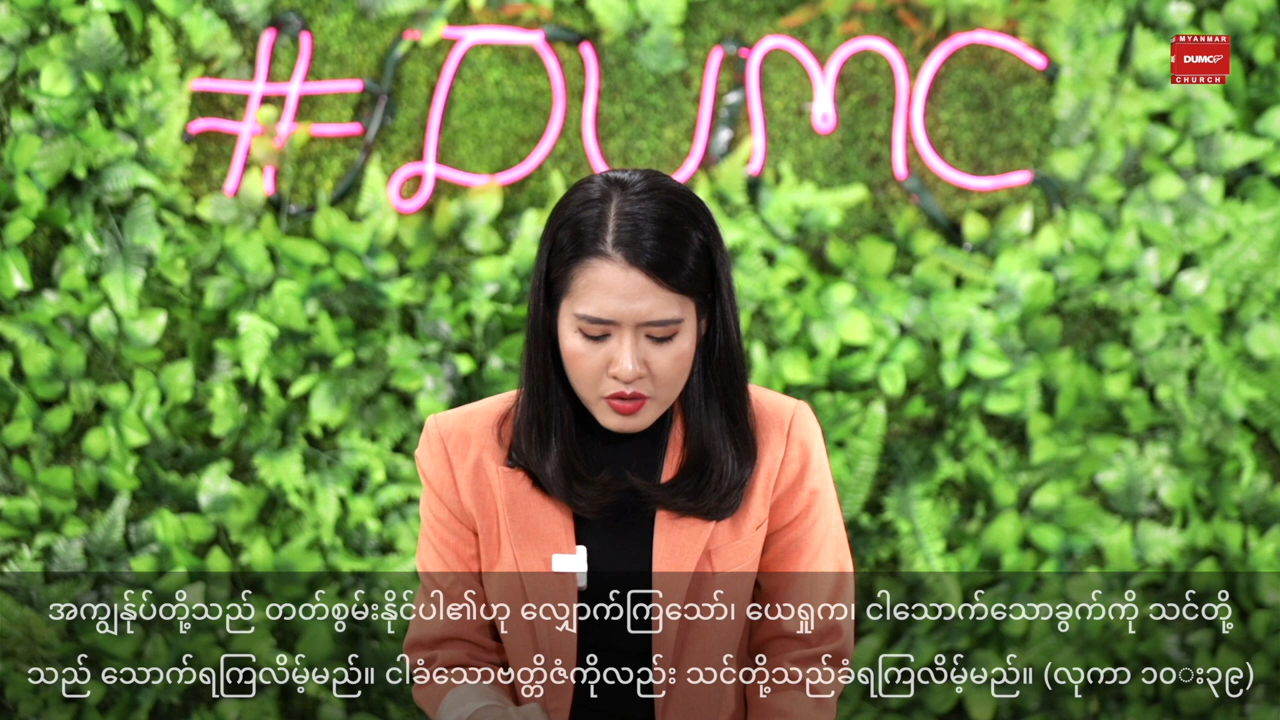 #DUMC
MYANMAR
DUMC
CHURCH
အကျွန်ုပ်တို့သည် တတ်စွမ်းနိုင်ပါ၏ဟု လျှောက်ကြသော်၊ ယေရှုက၊ ငါသောက်သောခွက်ကို သင်တို့
သည် သောက်ရကြလိမ့်မည်။ ငါခံသောဗတ္တိဇံကိုလည်း သင်တို့သည်ခံရကြလိမ့်မည်။ (လုကာ ၁၀း၃၉)